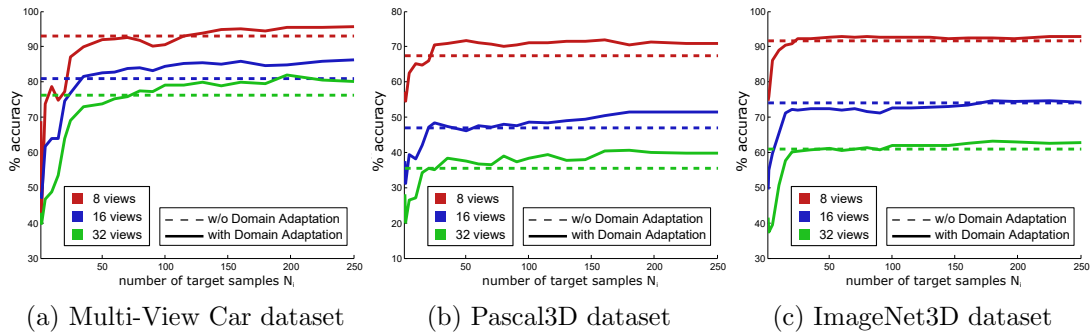 % accuracy
100
90
80
70
60
50
40
30
50
100
150
200
250
number of target samples Ni
8 views
16 views
32 views
w/o Domain Adaptation
with Domain Adaptation
(a) Multi-View Car dataset
% accuracy
80
70
60
50
40
30
20
10
50
100
150
200
250
number of target samples Ni
8 views
16 views
32 views
w/o Domain Adaptation
with Domain Adaptation
(b) Pascal3D dataset
% accuracy
100
90
80
70
60
50
40
30
50
100
150
200
250
number of target samples Ni
8 views
16 views
32 views
w/o Domain Adaptation
with Domain Adaptation
(c) ImageNet3D dataset